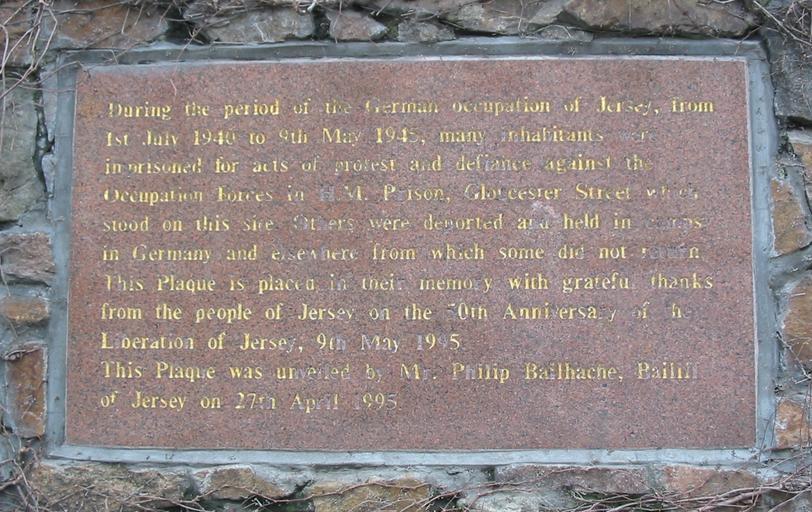 During the period of the German occupation of Jersey, from
1st July 1940 to 9th May 1945, many inhabitants were
imprisoned for acts of protest and defiance against the
Occupation Forces in H.M. Prison, Gloucester Street which
stood on this site. Others were deported and held in camps
in Germany and elsewhere from which some did not return.
This Plaque is placed in their memory with grateful thanks
from the people of Jersey on the 50th Anniversary of the
Liberation of Jersey, 9th May 1995.
This Plaque was unveiled by Mr. Philip Bailhache, Bailiff
of Jersey on 27th April 1995.